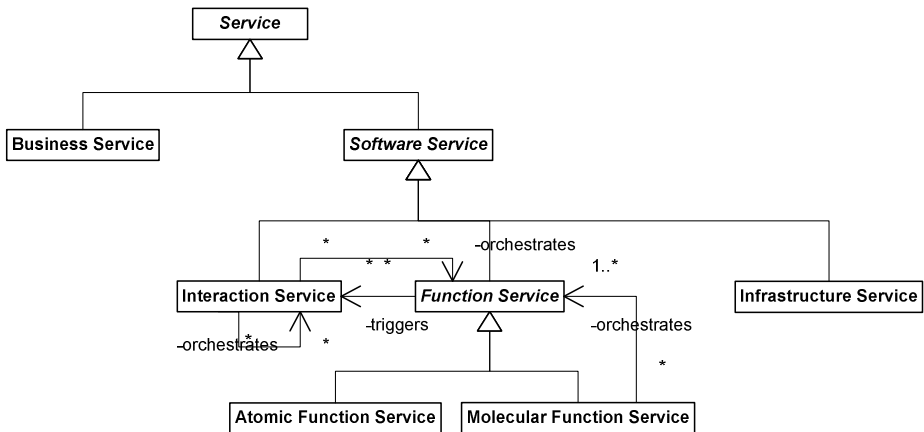 Service
Business Service
Software Service
* * -orchestrates
* * 1..*
Interaction Service
Function Service
Infrastructure Service
-triggers
-orchestrates
-orchestrates
* *
*
Atomic Function Service
Molecular Function Service